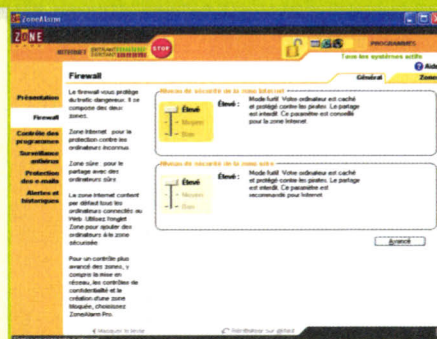 ZoneAlarm
ZONE
INTERNET
STOP
PROGRAMMES
Tous les systèmes actifs
Aide
Firewall
Général
Zones
Présentation
Firewall
Contrôle des
programmes
Surveillance
antivirus
Protection
des e-mails
Alertes et
historiques
Le firewall vous protège
du trafic dangereux. Il se
compose des deux
zones.
Zone Internet : pour la
protection contre les
ordinateurs inconnus
Zone sûre : pour le
partage avec des
ordinateurs sûrs
La zone Internet contient
par défaut tous les
ordinateurs connectés au
Web. Utilisez l'onglet
Zone pour ajouter des
ordinateurs à la zone
sécurisée.
Pour un contrôle plus
avancé des zones, y
compris la mise en
réseau, les contrôles de
confidentialité et la
création d'une zone
bloquée, choisissez
ZoneAlarm Pro.
Niveau de sécurité de la zone Internet
Élevé
Moyen
Bas
Élevé :
Mode furtif. Votre ordinateur est caché
et protégé contre les pirates. Le partage
est interdit. Ce paramètre est conseillé
pour la zone Internet
Niveau de sécurité de la zone sûre
Élevé
Moyen
Bas
Élevé :
Mode furtif. Votre ordinateur est caché
et protégé contre les pirates. Le partage
est interdit. Ce paramètre est
recommandé pour Internet
Avancé
Masquer le texte
Réinitialiser par défaut